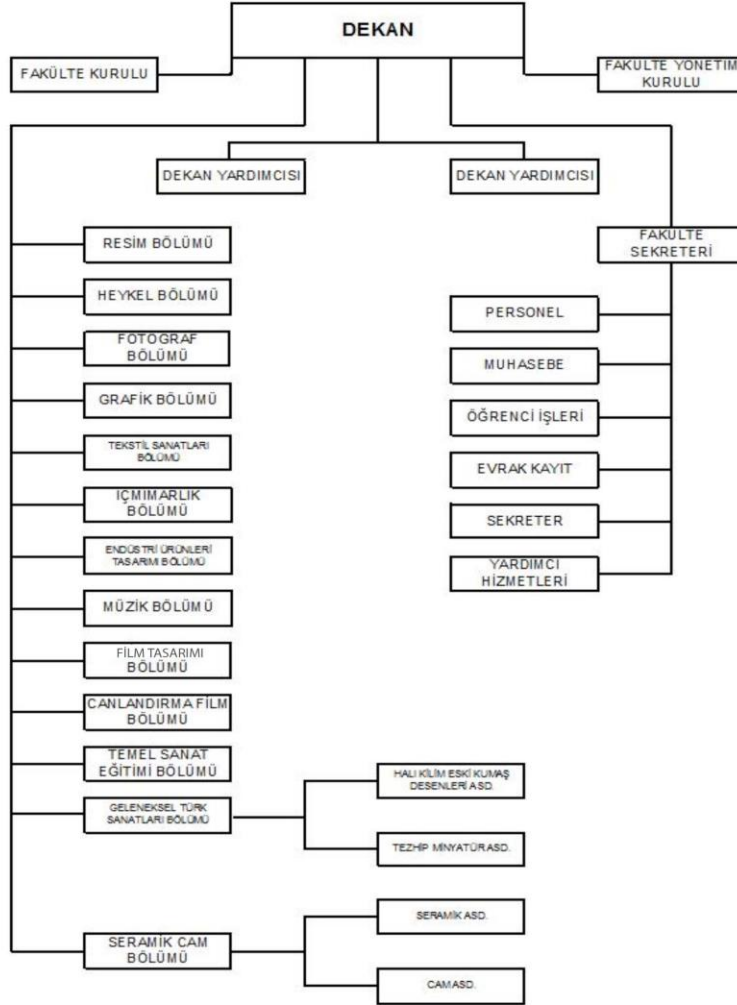 DEKAN
FAKÜLTE KURULU
FAKÜLTE YÖNETİM
KURULU
DEKAN YARDIMCISI
DEKAN YARDIMCISI
RESİM BÖLÜMÜ
HEYKEL BÖLÜMÜ
FOTOĞRAF
BÖLÜMÜ
GRAFİK BÖLÜMÜ
TEKSTİL SANATLARI
BÖLÜMÜ
İÇMİMARLIK
BÖLÜMÜ
ENDÜSTRİ ÜRÜNLERİ
TASARIMI BÖLÜMÜ
MÜZİK BÖLÜMÜ
FİLM TASARIMI
BÖLÜMÜ
CANLANDIRMA FİLM
BÖLÜMÜ
TEMEL SANAT
EĞİTİMİ BÖLÜMÜ
GELENEKSEL TÜRK
SANATLARI BÖLÜMÜ
HALI KİLİM ESKİ KUMAŞ
DESENLERİ ASD.
TEZHİP MİNYATÜR ASD.
SERAMİK CAM
BÖLÜMÜ
SERAMİK ASD.
CAM ASD.
FAKÜLTE
SEKRETERİ
PERSONEL
MUHASEBE
ÖĞRENCİ İŞLERİ
EVRAK KAYIT
SEKRETER
YARDIMCI
HİZMETLERİ